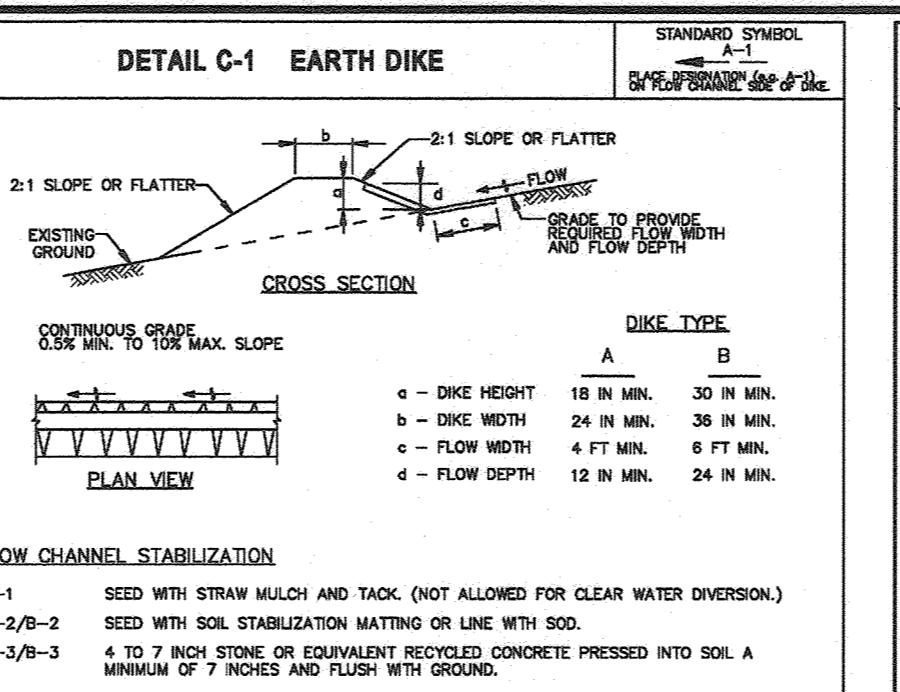 DETAIL C-1 EARTH DIKE
STANDARD SYMBOL
A-1
PLACE DESIGNATION (e.g. A-1)
ON FLOW CHANNEL SIDE OF DIKE.
b
2:1 SLOPE OR FLATTER
2:1 SLOPE OR FLATTER
a
d
FLOW
c
GRADE TO PROVIDE
REQUIRED FLOW WIDTH
AND FLOW DEPTH
EXISTING
GROUND
CROSS SECTION
CONTINUOUS GRADE
0.5% MIN. TO 10% MAX. SLOPE
PLAN VIEW
DIKE TYPE
A B
a - DIKE HEIGHT 18 IN MIN. 30 IN MIN.
b - DIKE WIDTH 24 IN MIN. 36 IN MIN.
c - FLOW WIDTH 4 FT MIN. 6 FT MIN.
d - FLOW DEPTH 12 IN MIN. 24 IN MIN.
OW CHANNEL STABILIZATION
-1 SEED WITH STRAW MULCH AND TACK. (NOT ALLOWED FOR CLEAR WATER DIVERSION.)
-2/B-2 SEED WITH SOIL STABILIZATION MATTING OR LINE WITH SOD.
-3/B-3 4 TO 7 INCH STONE OR EQUIVALENT RECYCLED CONCRETE PRESSED INTO SOIL A
MINIMUM OF 7 INCHES AND FLUSH WITH GROUND.